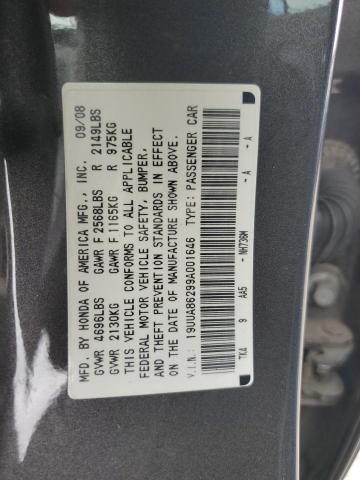 MFD. BY HONDA OF AMERICA MFG., INC. 09/08
GVWR 4696LBS GAWR F 2568LBS R 2149LBS
GVWR 2130KG GAWR F 1165KG R 975KG
THIS VEHICLE CONFORMS TO ALL APPLICABLE
FEDERAL MOTOR VEHICLE SAFETY, BUMPER,
AND THEFT PREVENTION STANDARDS IN EFFECT
ON THE DATE OF MANUFACTURE SHOWN ABOVE.
V.I.N.: 19UUA86299A001646 TYPE: PASSENGER CAR
TK4 9 AA5 - NH736M - A - A